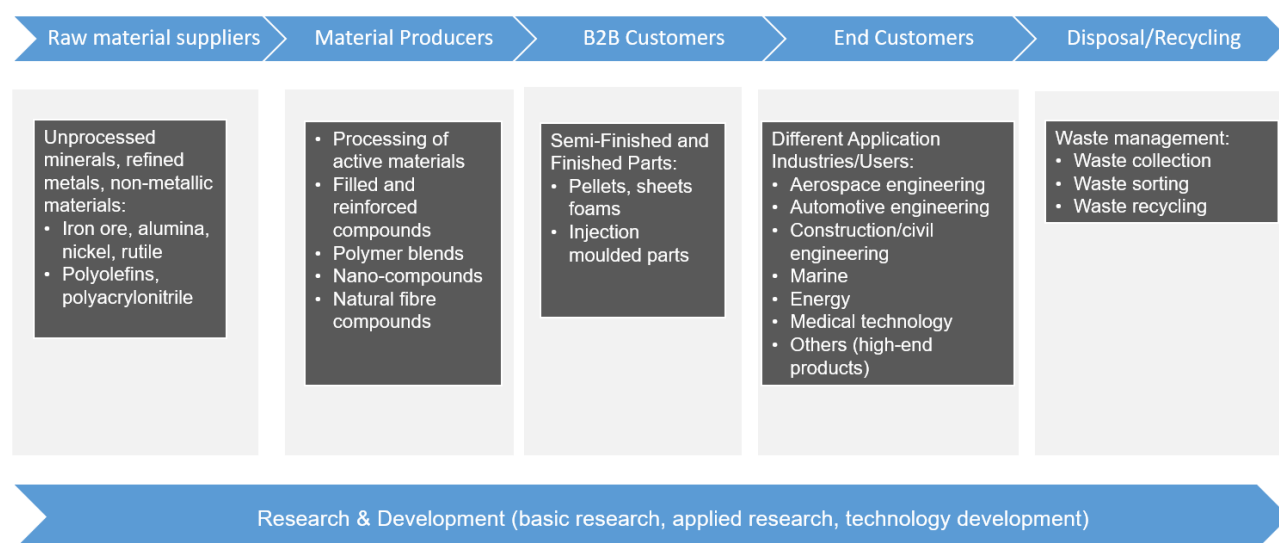 Raw material suppliers
Material Producers
B2B Customers
End Customers
Disposal/Recycling
Unprocessed
minerals, refined
metals, non-metallic
materials:
• Iron ore, alumina,
nickel, rutile
• Polyolefins,
polyacrylonitrile
• Processing of
active materials
• Filled and
reinforced
compounds
• Polymer blends
• Nano-compounds
• Natural fibre
compounds
Semi-Finished and
Finished Parts:
• Pellets, sheets
foams
• Injection
moulded parts
Different Application
Industries/Users:
• Aerospace engineering
• Automotive engineering
• Construction/civil
engineering
• Marine
• Energy
• Medical technology
• Others (high-end
products)
Waste management:
• Waste collection
• Waste sorting
• Waste recycling
Research & Development (basic research, applied research, technology development)